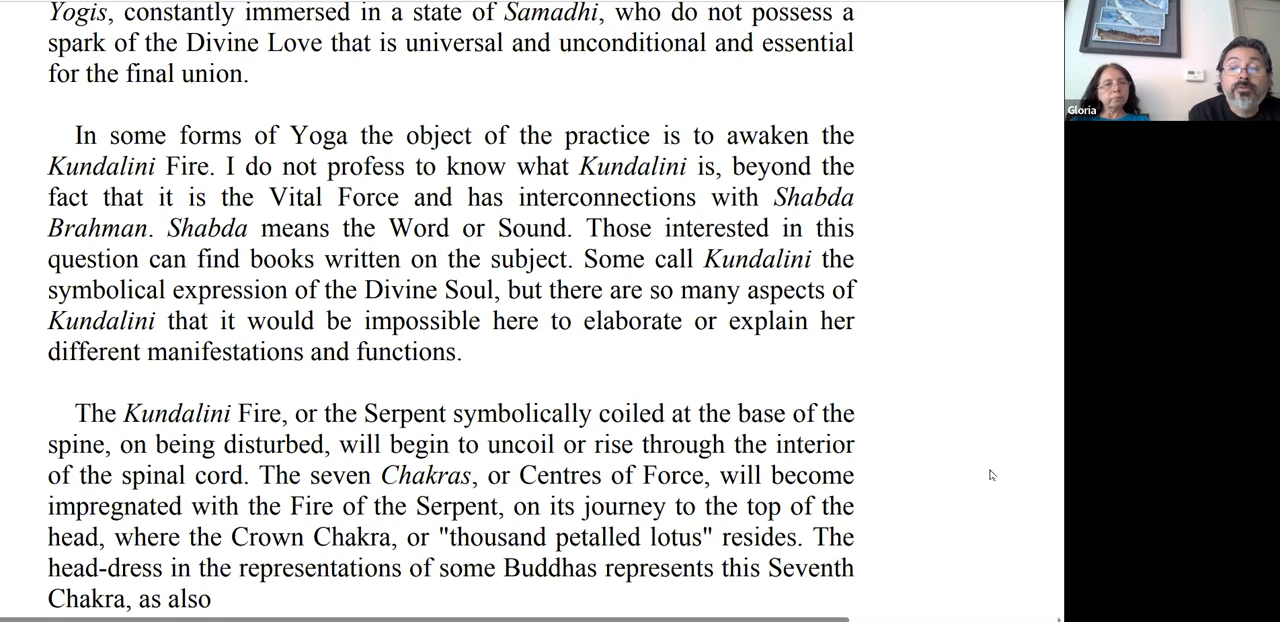 Yogis, constantly immersed in a state of Samadhi, who do not possess a
spark of the Divine Love that is universal and unconditional and essential
for the final union.
In some forms of Yoga the object of the practice is to awaken the
Kundalini Fire. I do not profess to know what Kundalini is, beyond the
fact that it is the Vital Force and has interconnections with Shabda
Brahman. Shabda means the Word or Sound. Those interested in this
question can find books written on the subject. Some call Kundalini the
symbolical expression of the Divine Soul, but there are so many aspects of
Kundalini that it would be impossible here to elaborate or explain her
different manifestations and functions.
The Kundalini Fire, or the Serpent symbolically coiled at the base of the
spine, on being disturbed, will begin to uncoil or rise through the interior
of the spinal cord. The seven Chakras, or Centres of Force, will become
impregnated with the Fire of the Serpent, on its journey to the top of the
head, where the Crown Chakra, or "thousand petalled lotus" resides. The
head-dress in the representations of some Buddhas represents this Seventh
Chakra, as also
Gloria